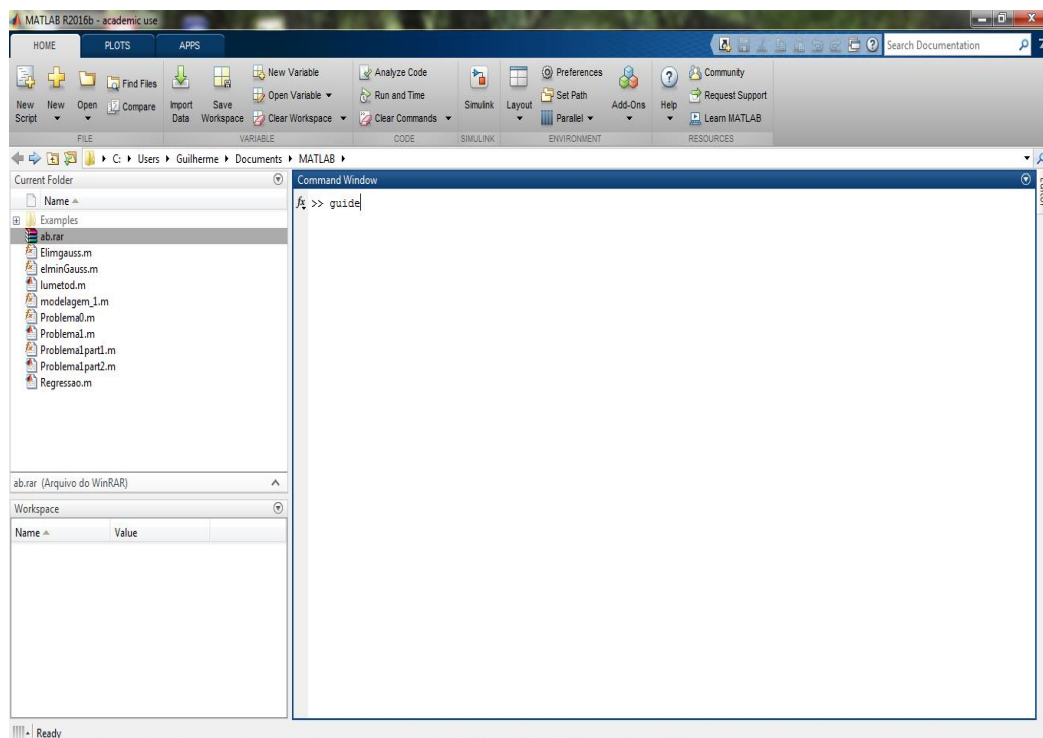 MATLAB R2016b - academic use
HOME PLOTS APPS
Search Documentation
New Script
New
Open
Find Files
Compare
FILE
Import Data
Save Workspace
New Variable
Open Variable
Clear Workspace
VARIABLE
Analyze Code
Run and Time
Clear Commands
CODE
Simulink
SIMULINK
Layout
Preferences
Set Path
Parallel
Add-Ons
ENVIRONMENT
Help
Community
Request Support
Learn MATLAB
RESOURCES
C: Users Guilherme Documents MATLAB
Current Folder
Name
Examples
ab.rar
Elimgauss.m
elminGauss.m
lumetod.m
modelagem_1.m
Problema0.m
Problema1.m
Problema1part1.m
Problema1part2.m
Regressao.m
ab.rar (Arquivo do WinRAR)
Workspace
Name Value
Command Window
fx >> guide
Ready